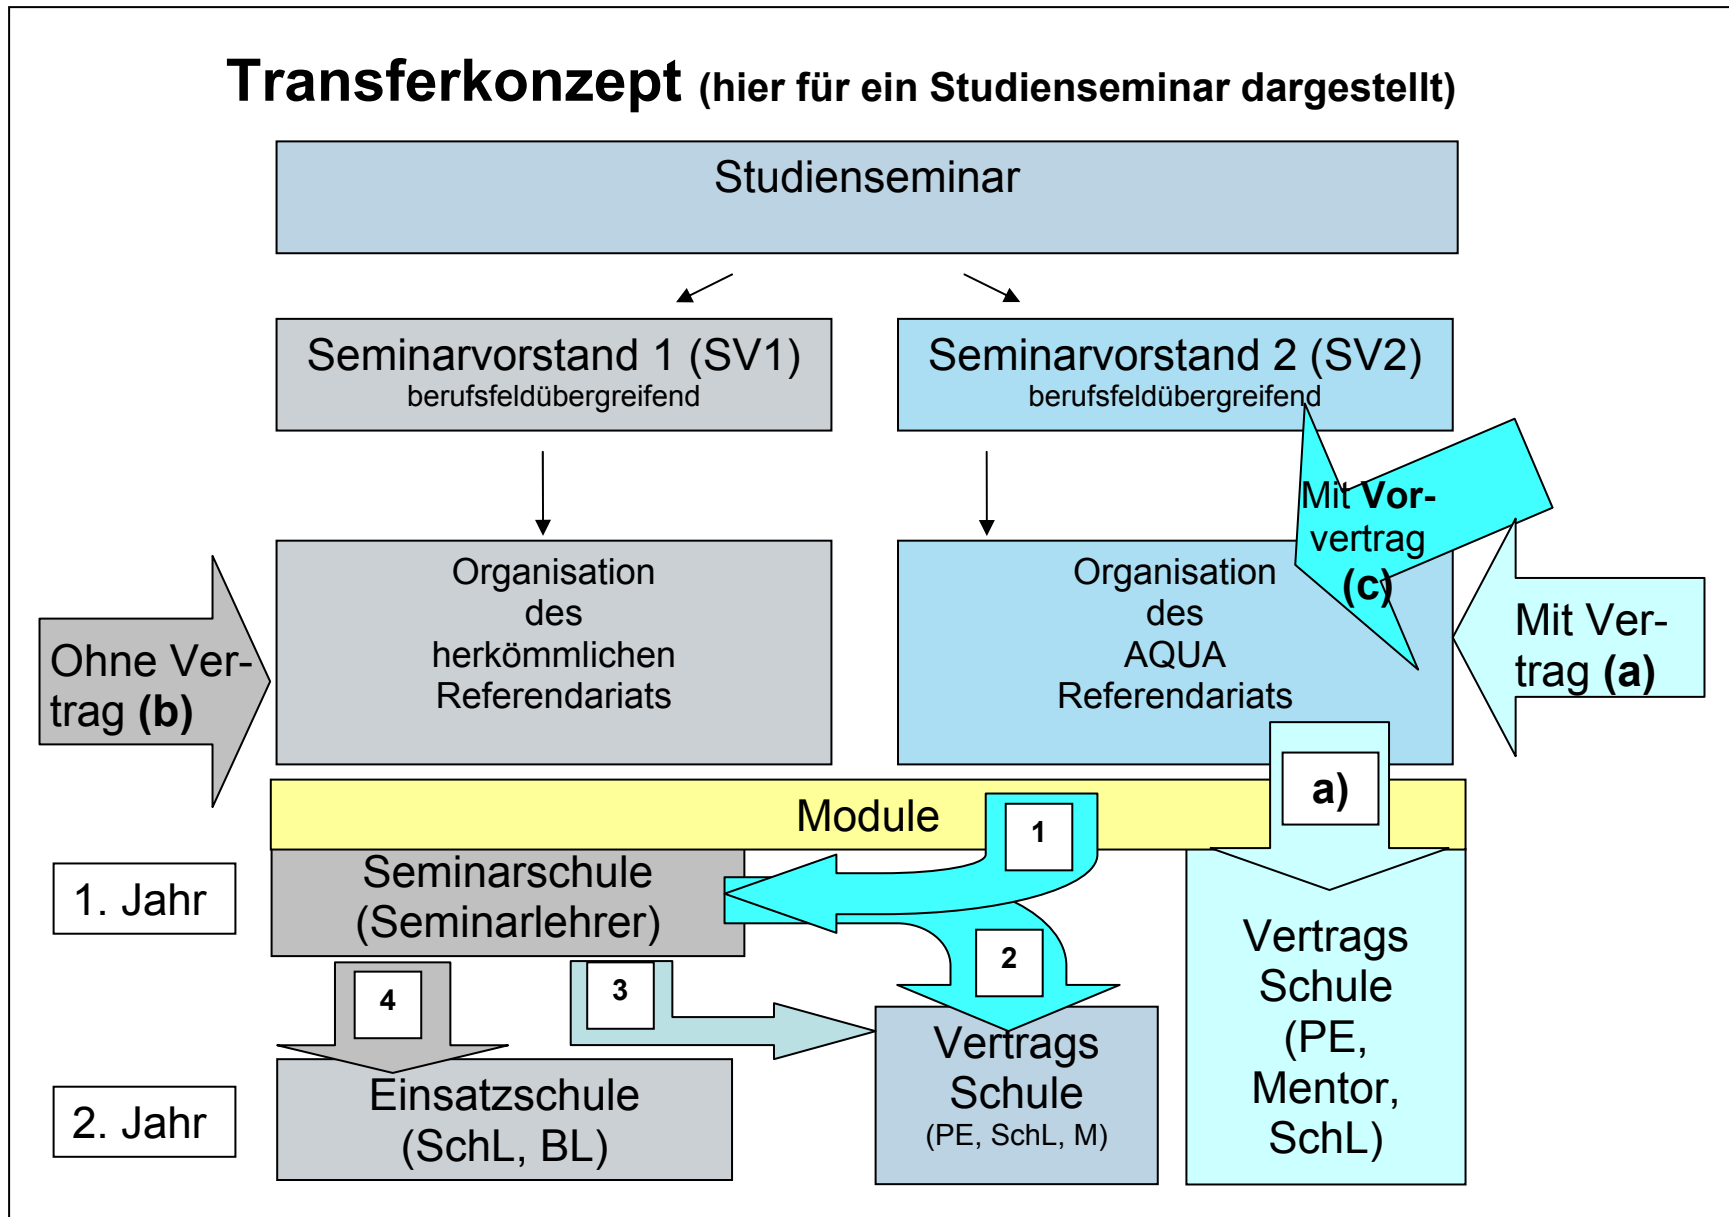 Transferkonzept (hier für ein Studienseminar dargestellt)
Studienseminar
Seminarvorstand 1 (SV1)
berufsfeldübergreifend
Seminarvorstand 2 (SV2)
berufsfeldübergreifend
Mit Vor-
vertrag
(c)
Ohne Ver-
trag (b)
Organisation
des
herkömmlichen
Referendariats
Organisation
des
AQUA
Referendariats
Mit Ver-
trag (a)
Module
1
a)
1. Jahr
Seminarschule
(Seminarlehrer)
2
Vertrags
Schule
(PE,
Mentor,
SchL)
4
3
2. Jahr
Einsatzschule
(SchL, BL)
Vertrags
Schule
(PE, SchL, M)